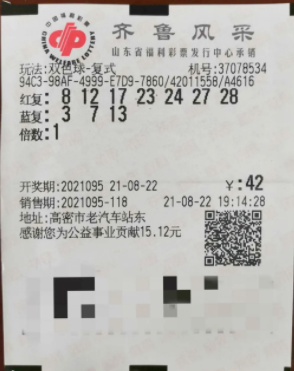 中国福利彩票
CHINA WELFARE LOTTERY
齐鲁风采
山东省福利彩票发行中心承销
玩法:双色球-复式 机号:37078534
94C3-98AF-4999-E7D9-7860/42011558/A4616
红复: 8 12 17 23 24 27 28
蓝复: 3 7 13
倍数:1
开奖期:2021095 21-08-22 ¥:42
销售期:2021095-118 21-08-22 19:14:28
地址:高密市老汽车站东
感谢您为公益事业贡献15.12元